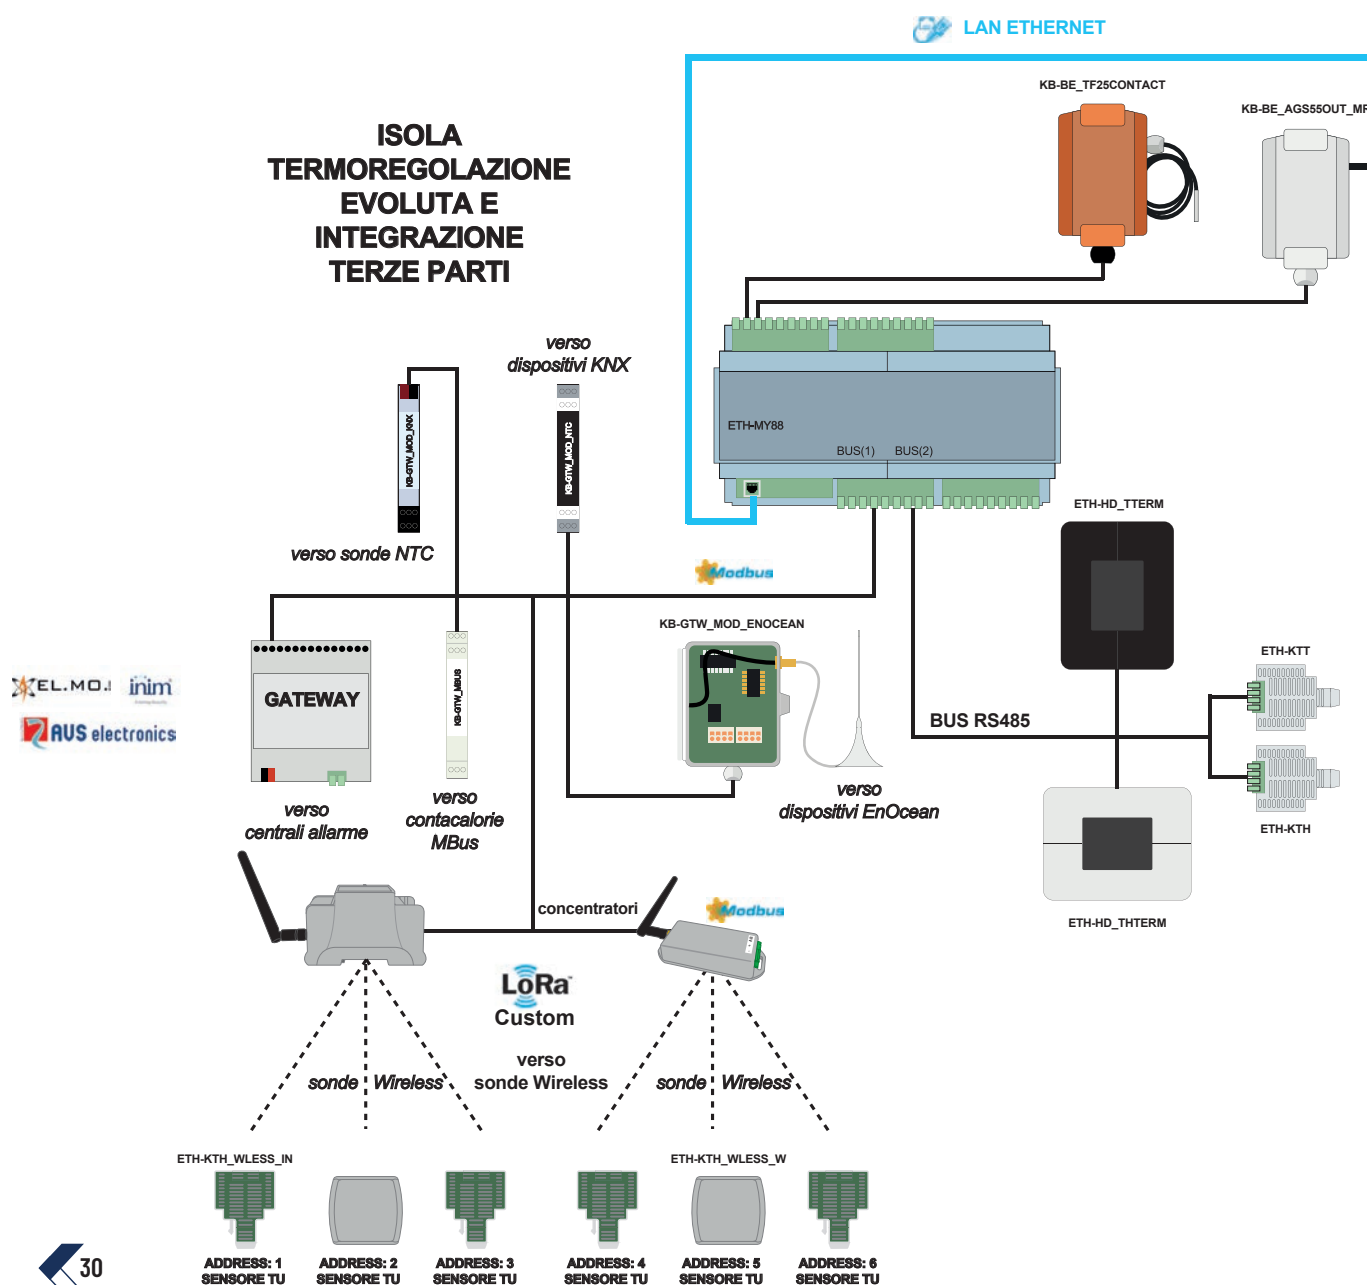 LAN ETHERNET
KB-BE_TF25CONTACT
KB-BE_AGS55OUT_MR
ISOLA
TERMOREGOLAZIONE
EVOLUTA E
INTEGRAZIONE
TERZE PARTI
verso
dispositivi KNX
KB-GTW_MOD_KNX
KB-GTW_MOD_NTC
ETH-MY88
BUS(1)
BUS(2)
verso sonde NTC
ETH-HD_TTERM
Modbus
KB-GTW_MOD_ENOCEAN
ETH-KTT
EL.MO.
inim
GATEWAY
KB-GTW_MBUS
BUS RS485
AVS electronics
verso
centrali allarme
verso
contacalorie
MBus
verso
dispositivi EnOcean
ETH-KTH
concentratori
Modbus
ETH-HD_THTERM
LoRa
Custom
verso
sonde Wireless
sonde Wireless
sonde Wireless
ETH-KTH_WLESS_IN
ETH-KTH_WLESS_W
ADDRESS: 1
SENSORE TU
ADDRESS: 2
SENSORE TU
ADDRESS: 3
SENSORE TU
ADDRESS: 4
SENSORE TU
ADDRESS: 5
SENSORE TU
ADDRESS: 6
SENSORE TU
30